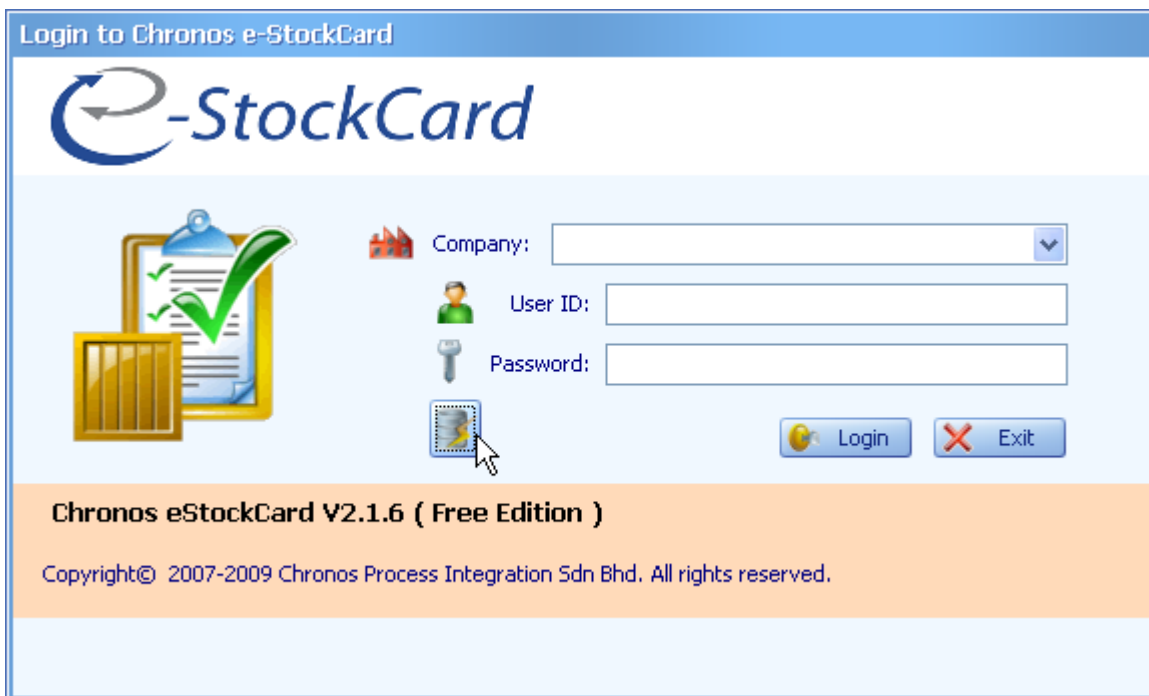 Login to Chronos e-StockCard
e-StockCard
Company:
User ID:
Password:
Login Exit
Chronos eStockCard V2.1.6 ( Free Edition )
Copyright© 2007-2009 Chronos Process Integration Sdn Bhd. All rights reserved.